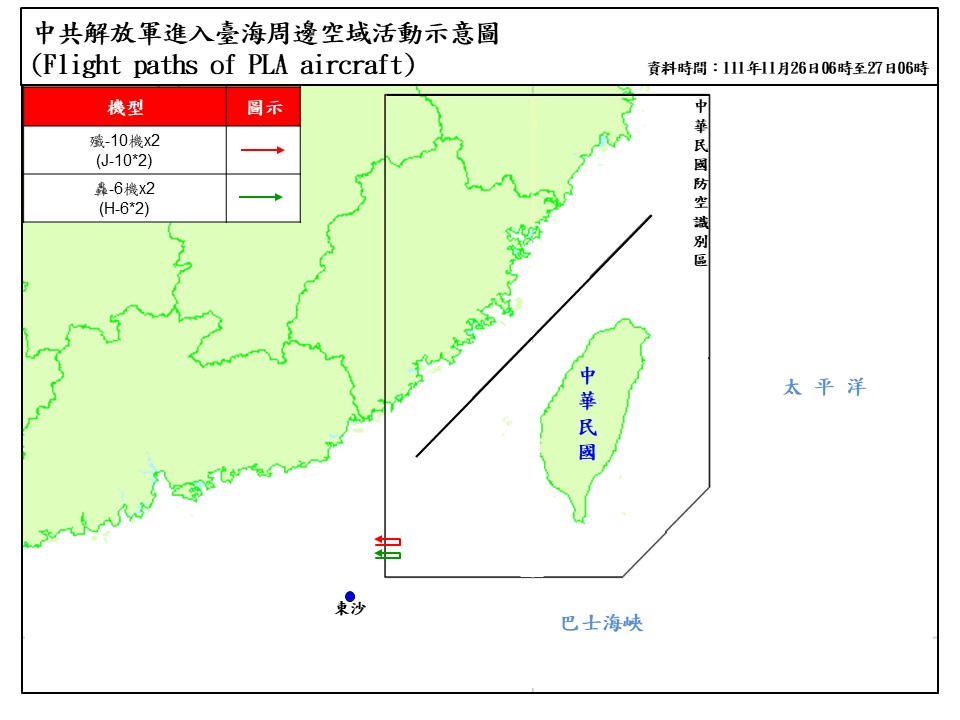 中共解放軍進入臺海周邊空域活動示意圖
(Flight paths of PLA aircraft)
資料時間：111年11月26日06時至27日06時
機型
圖示
殲-10機x2
(J-10*2)
轟-6機x2
(H-6*2)
中華民國防空識別區
中華民國
太平洋
東沙
巴士海峽